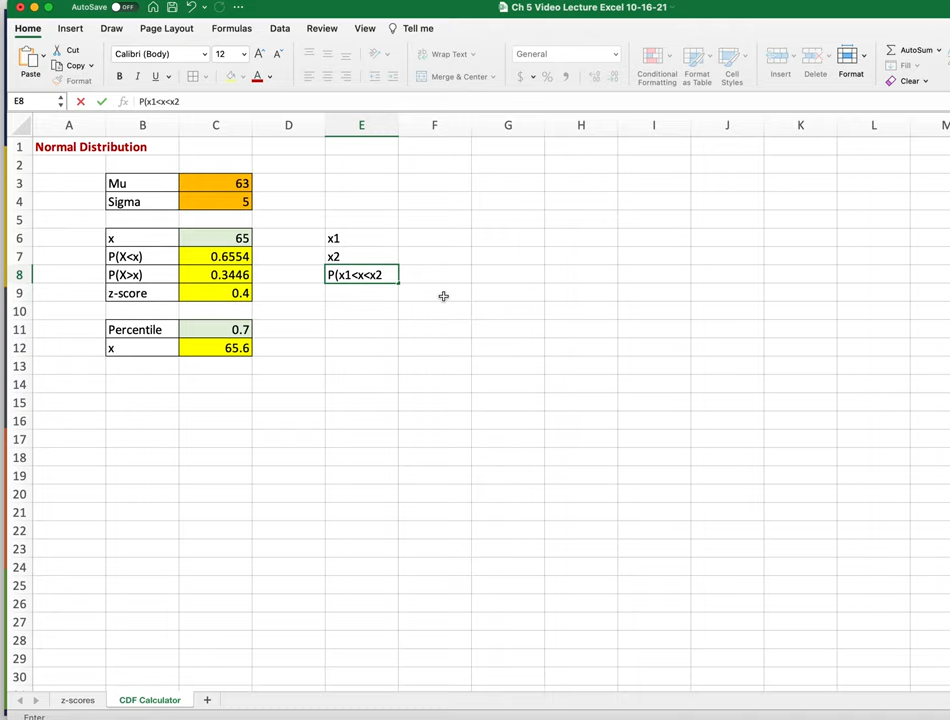 AutoSave OFF Ch 5 Video Lecture Excel 10-16-21
Home Insert Draw Page Layout Formulas Data Review View Tell me
Paste Cut Calibri (Body) 12 A A Wrap Text General Conditional Formatting Format as Table Cell Styles Insert Delete Format AutoSum
Copy Fill
Format B I U A Merge & Center $ % Clear
E8 fx P(x1<x<x2
A B C D E F G H I J K L M
1 Normal Distribution
2
3 Mu 63
4 Sigma 5
5
6 x 65 x1
7 P(X<x) 0.6554 x2
8 P(X>x) 0.3446 P(x1<x<x2
9 z-score 0.4
10
11 Percentile 0.7
12 x 65.6
13
14
15
16
17
18
19
20
21
22
23
24
25
26
27
28
29
30
z-scores CDF Calculator +
Enter